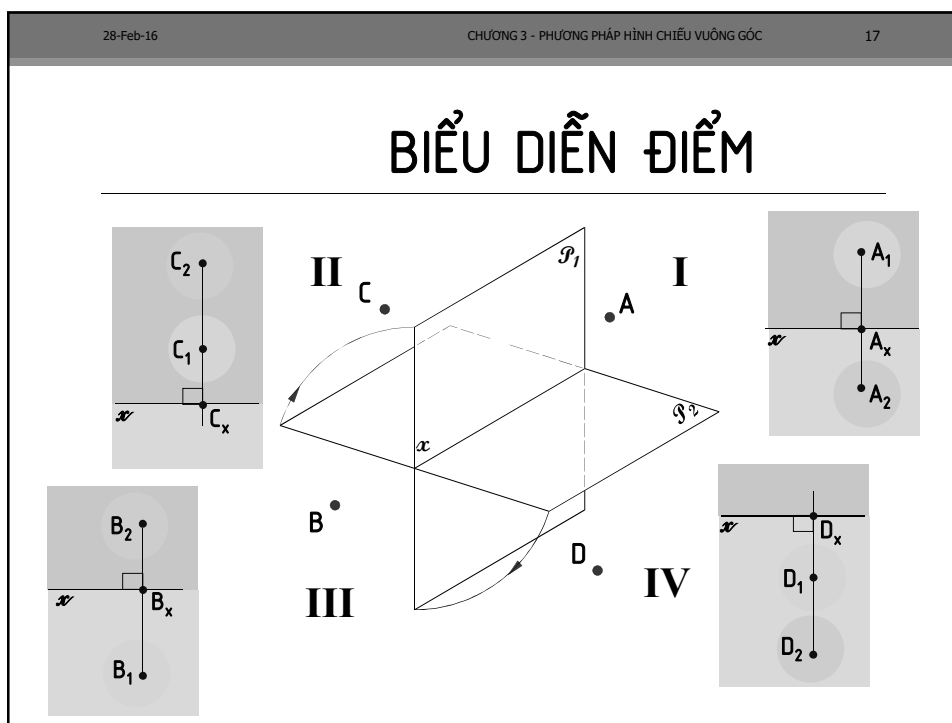 28-Feb-16 CHƯƠNG 3 - PHƯƠNG PHÁP HÌNH CHIẾU VUÔNG GÓC 17
BIỂU DIỄN ĐIỂM
C2
C1
x Cx
II
C
P1
I
A
A1
x Ax
A2
P2
x
B2
x Bx
B1
B
III
D
IV
x Dx
D1
D2